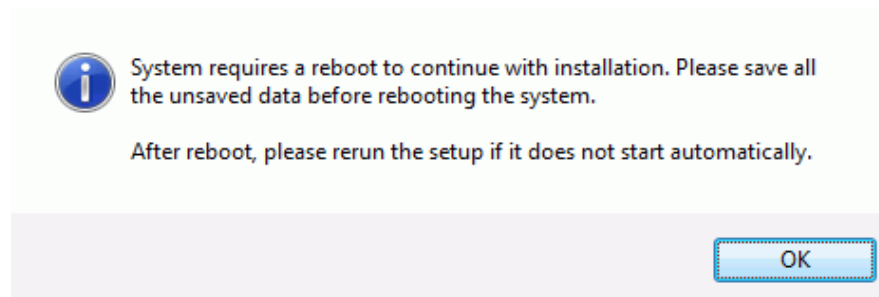 System requires a reboot to continue with installation. Please save all
the unsaved data before rebooting the system.
After reboot, please rerun the setup if it does not start automatically.
OK